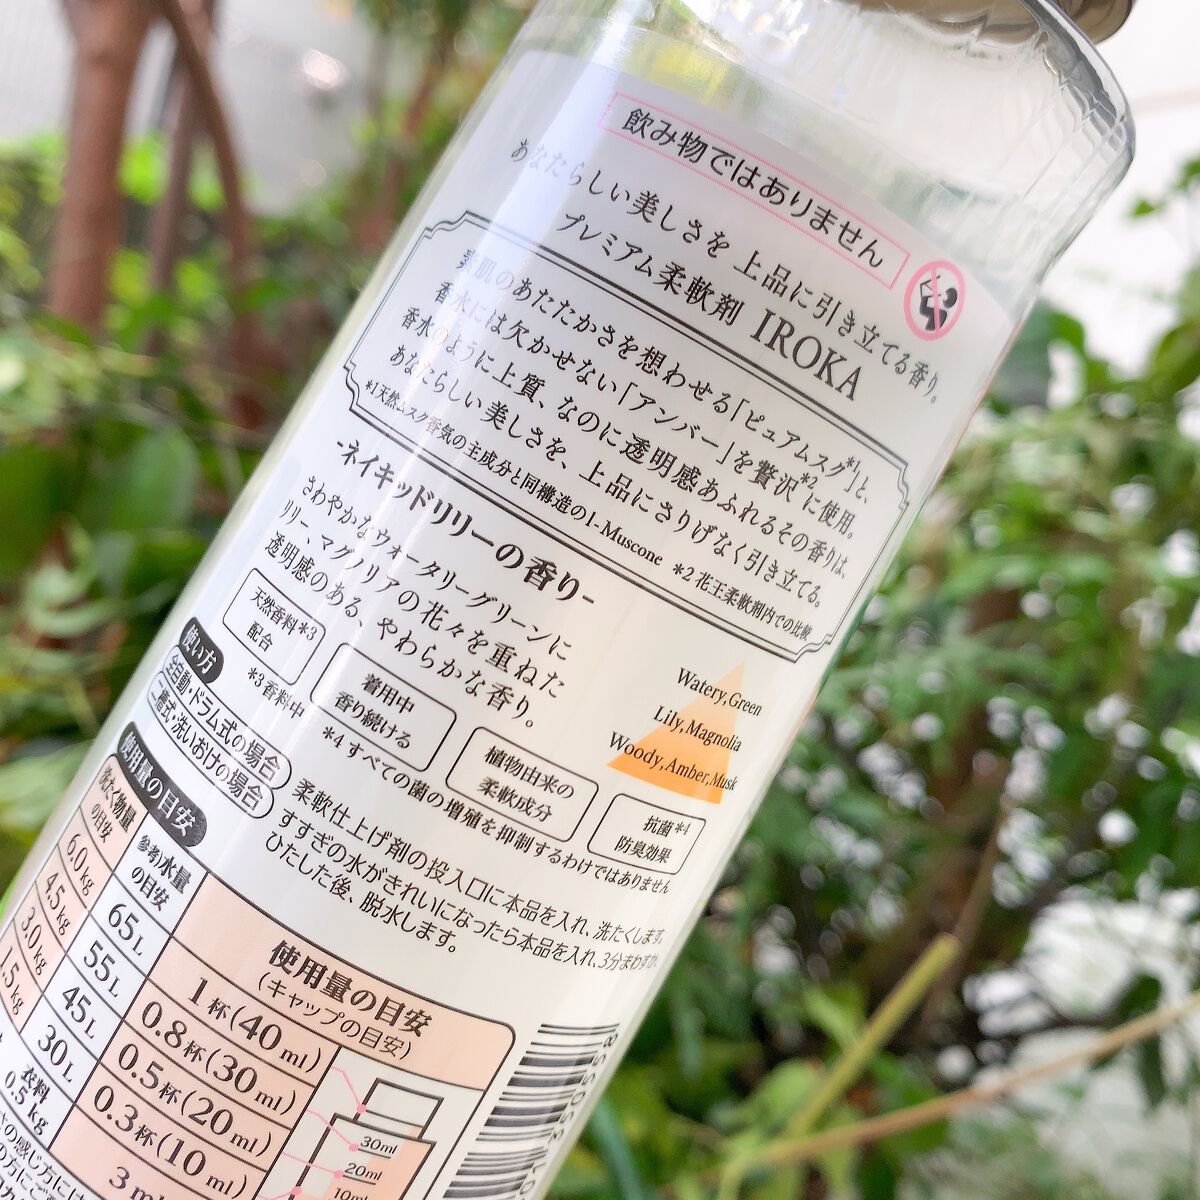 飲み物ではありません
あなたらしい美しさを 上品に引き立てる香り。
プレミアム柔軟剤 IROKA
素肌のあたたかさを想わせる「ピュアムスク*1」と、
香水には欠かせない「アンバー」を贅沢*2に使用。
香水のように上質、なのに透明感あふれるその香りは、
あなたらしい美しさを、上品にさりげなく引き立てる。
*1天然ムスク香気の主成分と同構造のl-Muscone *2 花王柔軟剤内での比較
-ネイキッドリリーの香り-
さわやかなウォータリーグリーンに
リリー、マグノリアの花々を重ねた
透明感のある、やわらかな香り。
Watery,Green
Lily,Magnolia
Woody,Amber,Musk
天然香料*3
配合
着用中
香り続ける
植物由来の
柔軟成分
抗菌*4
防臭効果
*3香料中 *4 すべての菌の増殖を抑制するわけではありません
使い方
全自動・ドラム式の場合
柔軟仕上げ剤の投入口に本品を入れ、洗たくします。
二槽式・洗いおけの場合
すすぎの水がきれいになったら本品を入れ、3分まわすか、
ひたした後、脱水します。
使用量の目安
洗たく物量
の目安
(参考)水量
の目安
使用量の目安
(キャップの目安)
6.0kg
65L
1杯(40ml)
4.5kg
55L
0.8杯(30ml)
3.0kg
45L
0.5杯(20ml)
1.5kg
30L
0.3杯(10ml)
衣料
0.5kg
3ml
30ml
20ml
10ml